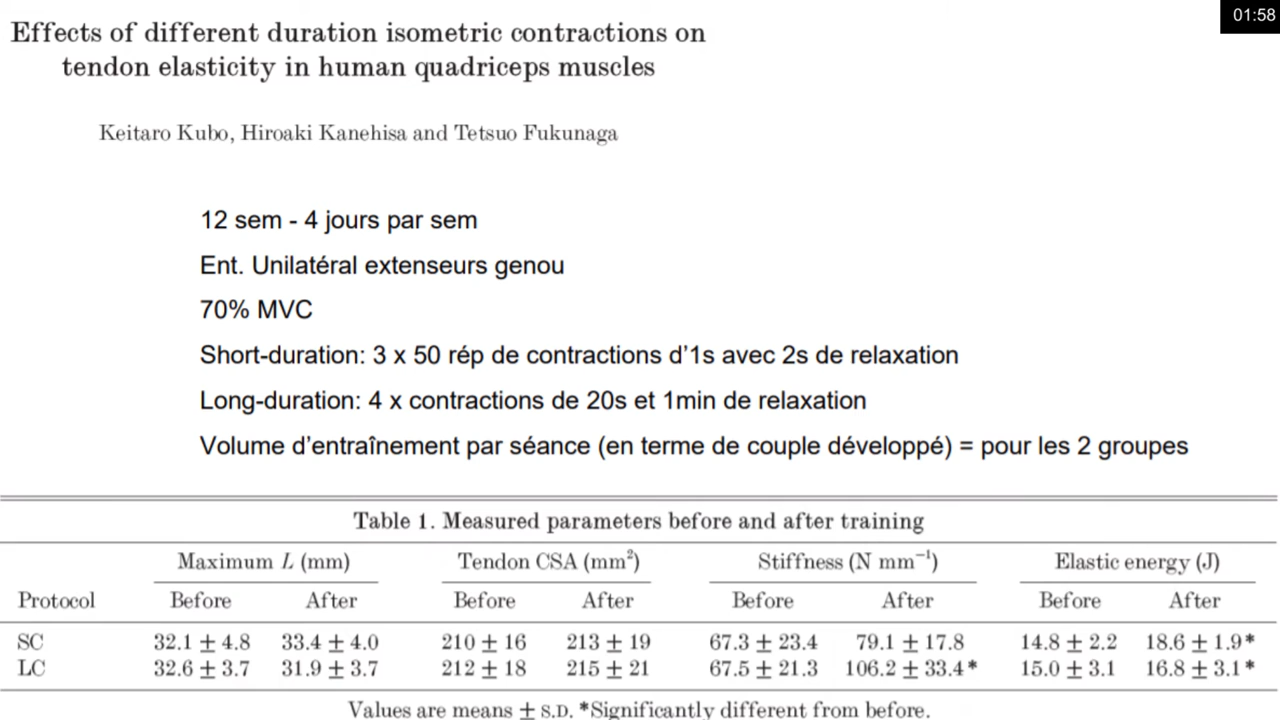 01:58
Effects of different duration isometric contractions on
tendon elasticity in human quadriceps muscles
Keitaro Kubo, Hiroaki Kanehisa and Tetsuo Fukunaga
12 sem - 4 jours par sem
Ent. Unilatéral extenseurs genou
70% MVC
Short-duration: 3 x 50 rép de contractions d'1s avec 2s de relaxation
Long-duration: 4 x contractions de 20s et 1min de relaxation
Volume d'entraînement par séance (en terme de couple développé) = pour les 2 groupes
Table 1. Measured parameters before and after training
Maximum L (mm) Tendon CSA (mm²) Stiffness (N mm⁻¹) Elastic energy (J)
Protocol Before After Before After Before After Before After
SC 32.1 ± 4.8 33.4 ± 4.0 210 ± 16 213 ± 19 67.3 ± 23.4 79.1 ± 17.8 14.8 ± 2.2 18.6 ± 1.9*
LC 32.6 ± 3.7 31.9 ± 3.7 212 ± 18 215 ± 21 67.5 ± 21.3 106.2 ± 33.4* 15.0 ± 3.1 16.8 ± 3.1*
Values are means ± S.D. *Significantly different from before.